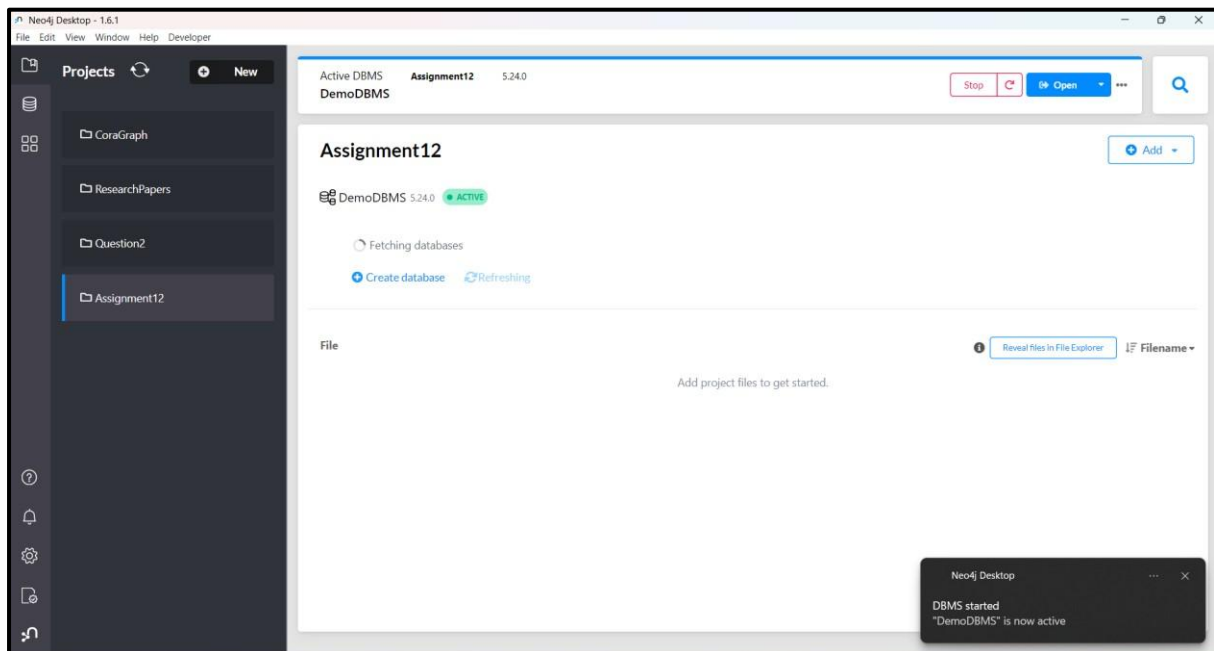 Neo4j Desktop - 1.6.1
File Edit View Window Help Developer
Projects
New
CoraGraph
ResearchPapers
Question2
Assignment12
Active DBMS Assignment12 5.24.0
DemoDBMS
Stop Open
Assignment12
Add
DemoDBMS 5.24.0 ACTIVE
Fetching databases
Create database Refreshing
File
Reveal files in File Explorer Filename
Add project files to get started.
Neo4j Desktop
DBMS started
"DemoDBMS" is now active